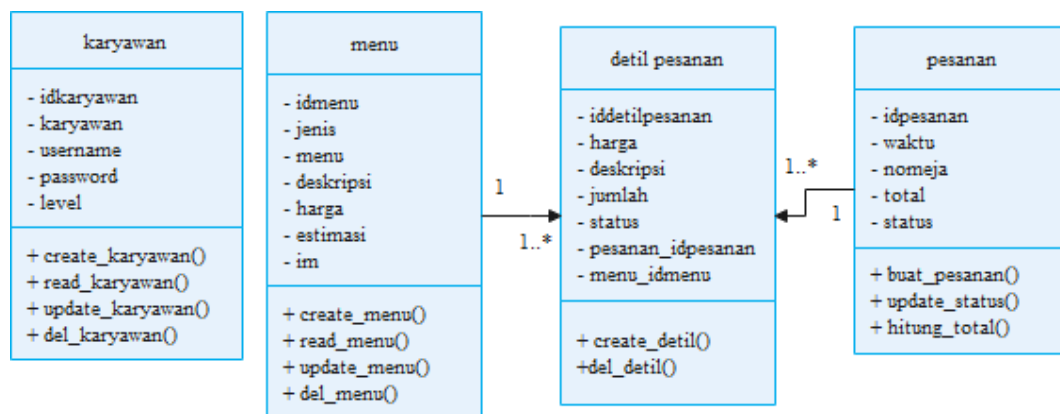 karyawan
- idkaryawan
- karyawan
- username
- password
- level
+ create_karyawan()
+ read_karyawan()
+ update_karyawan()
+ del_karyawan()
menu
- idmenu
- jenis
- menu
- deskripsi
- harga
- estimasi
- im
+ create_menu()
+ read_menu()
+ update_menu()
+ del_menu()
1
1..*
detil pesanan
- iddetilpesanan
- harga
- deskripsi
- jumlah
- status
- pesanan_idpesanan
- menu_idmenu
+ create_detil()
+del_detil()
1..*
1
pesanan
- idpesanan
- waktu
- nomeja
- total
- status
+ buat_pesanan()
+ update_status()
+ hitung_total()